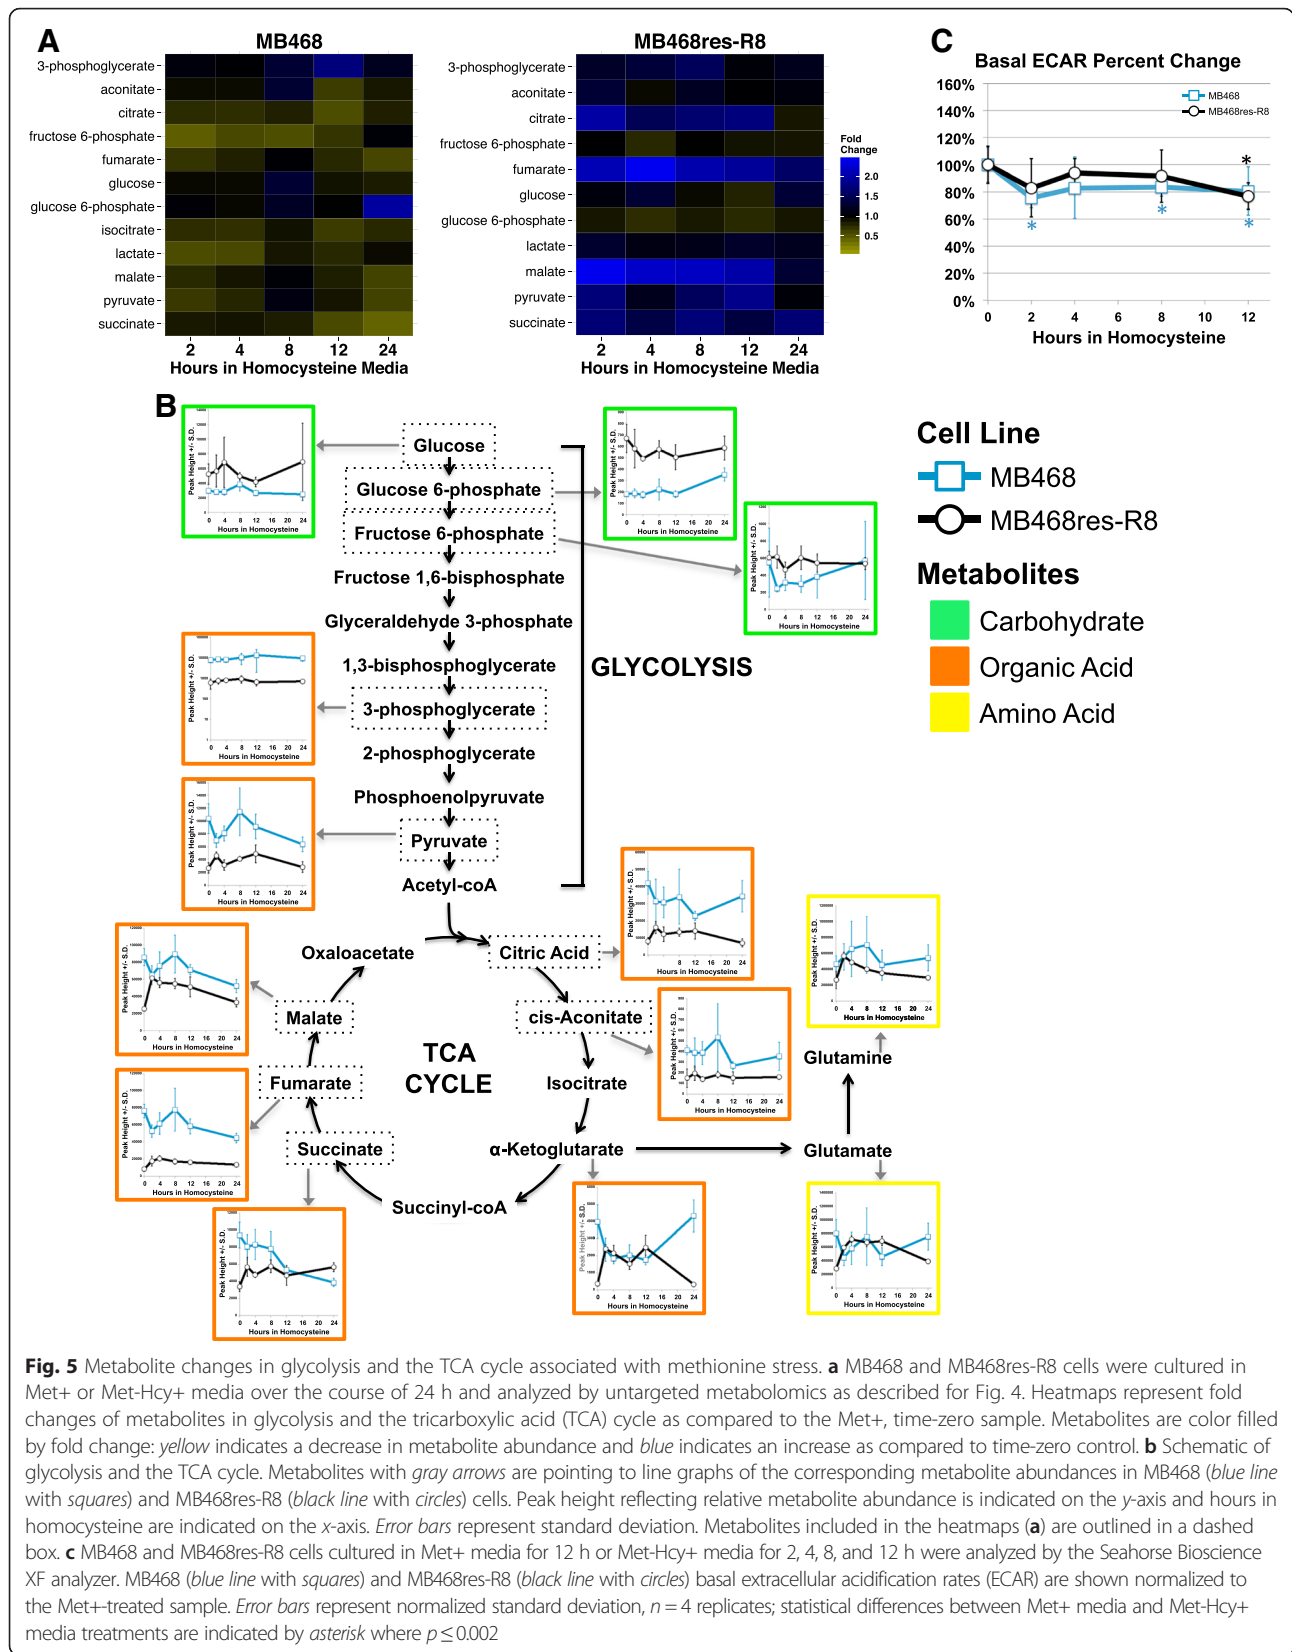 A
MB468
3-phosphoglycerate
aconitate
citrate
fructose 6-phosphate
fumarate
glucose
glucose 6-phosphate
isocitrate
lactate
malate
pyruvate
succinate
2 4 8 12 24
Hours in Homocysteine Media
MB468res-R8
3-phosphoglycerate
aconitate
citrate
fructose 6-phosphate
fumarate
glucose
glucose 6-phosphate
lactate
malate
pyruvate
succinate
2 4 8 12 24
Hours in Homocysteine Media
Fold
Change
2.0
1.5
1.0
0.5
C
Basal ECAR Percent Change
MB468
MB468res-R8
160%
140%
120%
100%
80%
60%
40%
20%
0%
* * * *
0 2 4 6 8 10 12
Hours in Homocysteine
B
Glucose
Glucose 6-phosphate
Fructose 6-phosphate
Fructose 1,6-bisphosphate
Glyceraldehyde 3-phosphate
1,3-bisphosphoglycerate
3-phosphoglycerate
2-phosphoglycerate
Phosphoenolpyruvate
Pyruvate
Acetyl-coA
GLYCOLYSIS
Oxaloacetate
Citric Acid
Malate
cis-Aconitate
TCA
CYCLE
Fumarate
Isocitrate
Succinate
α-Ketoglutarate
Succinyl-coA
Glutamine
Glutamate
Peak Height +/- S.D.
Hours in Homocysteine
0 4 8 12 16 20 24
Cell Line
MB468
MB468res-R8
Metabolites
Carbohydrate
Organic Acid
Amino Acid
Fig. 5 Metabolite changes in glycolysis and the TCA cycle associated with methionine stress. a MB468 and MB468res-R8 cells were cultured in
Met+ or Met-Hcy+ media over the course of 24 h and analyzed by untargeted metabolomics as described for Fig. 4. Heatmaps represent fold
changes of metabolites in glycolysis and the tricarboxylic acid (TCA) cycle as compared to the Met+, time-zero sample. Metabolites are color filled
by fold change: yellow indicates a decrease in metabolite abundance and blue indicates an increase as compared to time-zero control. b Schematic of
glycolysis and the TCA cycle. Metabolites with gray arrows are pointing to line graphs of the corresponding metabolite abundances in MB468 (blue line
with squares) and MB468res-R8 (black line with circles) cells. Peak height reflecting relative metabolite abundance is indicated on the y-axis and hours in
homocysteine are indicated on the x-axis. Error bars represent standard deviation. Metabolites included in the heatmaps (a) are outlined in a dashed
box. c MB468 and MB468res-R8 cells cultured in Met+ media for 12 h or Met-Hcy+ media for 2, 4, 8, and 12 h were analyzed by the Seahorse Bioscience
XF analyzer. MB468 (blue line with squares) and MB468res-R8 (black line with circles) basal extracellular acidification rates (ECAR) are shown normalized to
the Met+-treated sample. Error bars represent normalized standard deviation, n = 4 replicates; statistical differences between Met+ media and Met-Hcy+
media treatments are indicated by asterisk where p ≤ 0.002